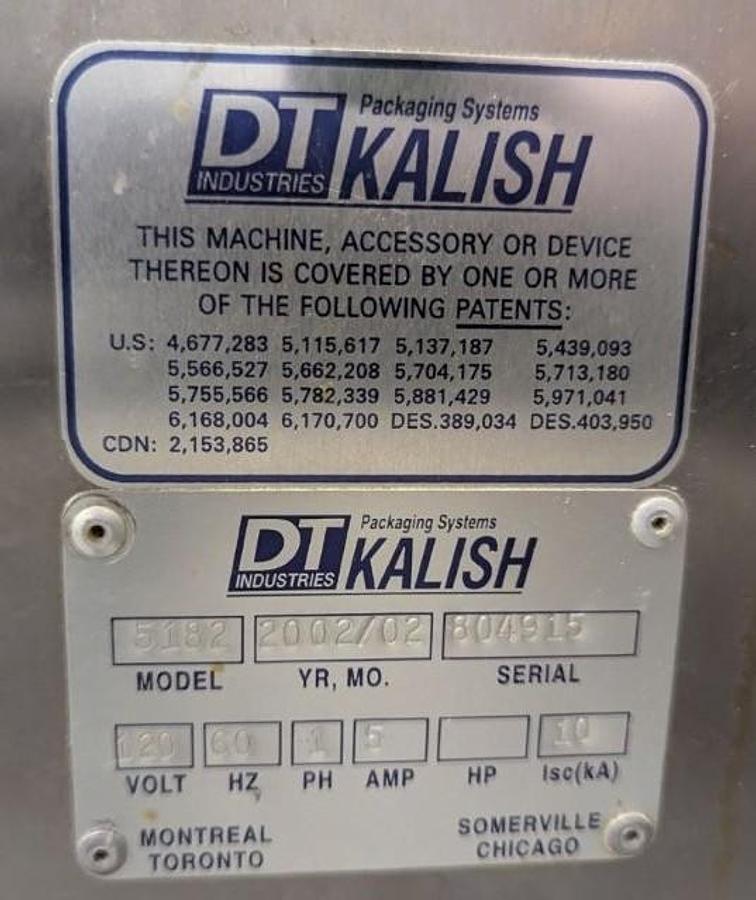 DT INDUSTRIES Packaging Systems KALISH
THIS MACHINE, ACCESSORY OR DEVICE
THEREON IS COVERED BY ONE OR MORE
OF THE FOLLOWING PATENTS:
U.S: 4,677,283 5,115,617 5,137,187 5,439,093
5,566,527 5,662,208 5,704,175 5,713,180
5,755,566 5,782,339 5,881,429 5,971,041
6,168,004 6,170,700 DES.389,034 DES.403,950
CDN: 2,153,865
DT INDUSTRIES Packaging Systems KALISH
5182 2002/02 804915
MODEL YR, MO. SERIAL
120 60 1 5 10
VOLT HZ PH AMP HP Isc(kA)
MONTREAL SOMERVILLE
TORONTO CHICAGO